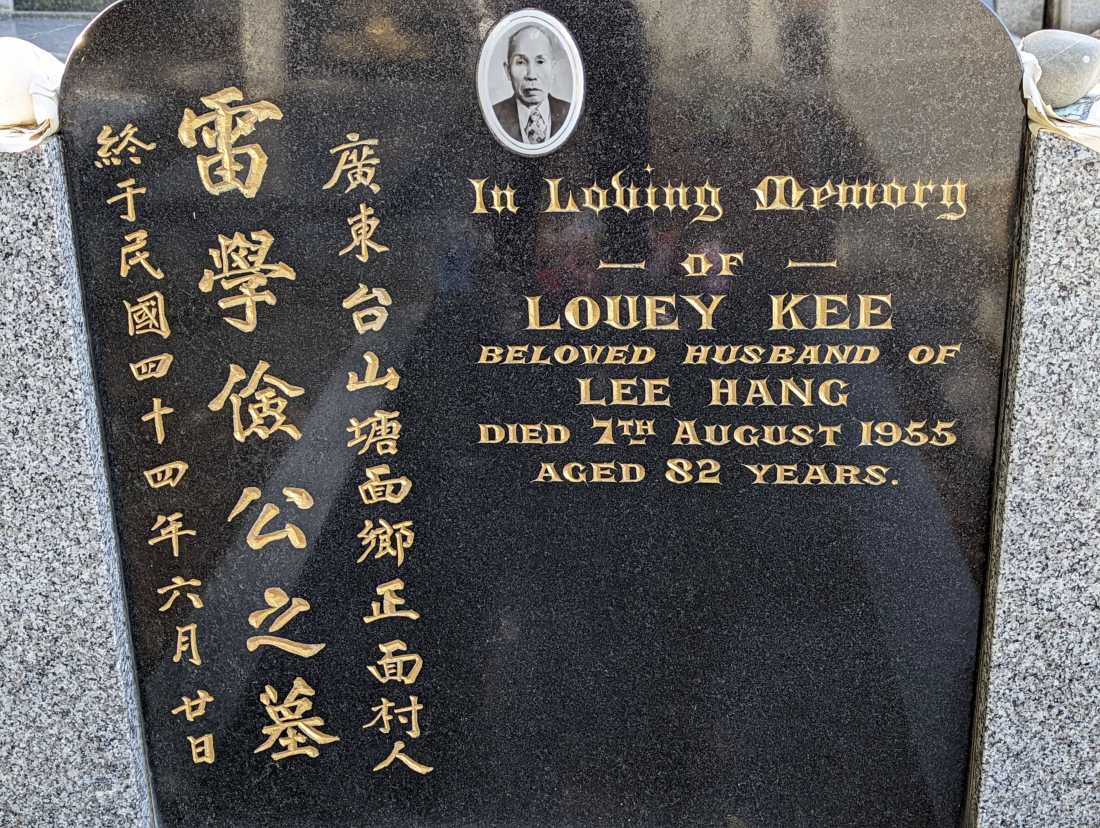 廣東台山塘面鄉正面村人
雷學儉公之墓
終于民國四十四年六月廿日
In Loving Memory
— OF —
LOUEY KEE
BELOVED HUSBAND OF
LEE HANG
DIED 7TH AUGUST 1955
AGED 82 YEARS.